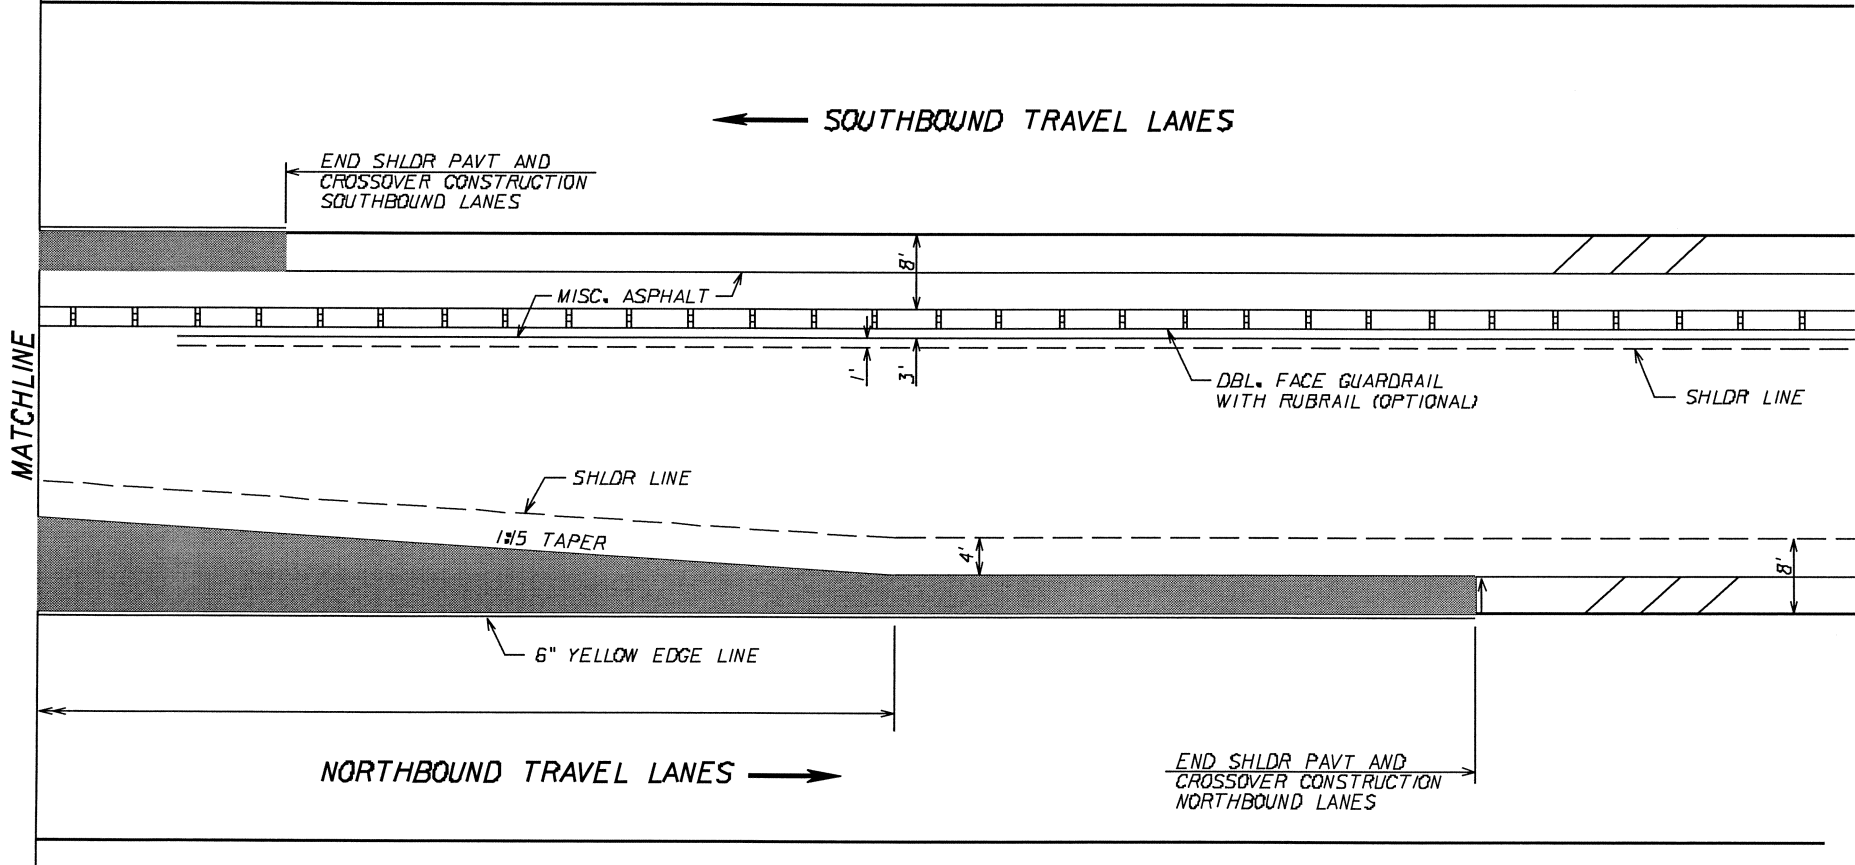 SOUTHBOUND TRAVEL LANES
END SHLDR PAVT AND
CROSSOVER CONSTRUCTION
SOUTHBOUND LANES
8'
MISC. ASPHALT
1'
3'
DBL. FACE GUARDRAIL
WITH RUBRAIL (OPTIONAL)
SHLDR LINE
MATCHLINE
SHLDR LINE
1:15 TAPER
4'
8'
6" YELLOW EDGE LINE
NORTHBOUND TRAVEL LANES
END SHLDR PAVT AND
CROSSOVER CONSTRUCTION
NORTHBOUND LANES